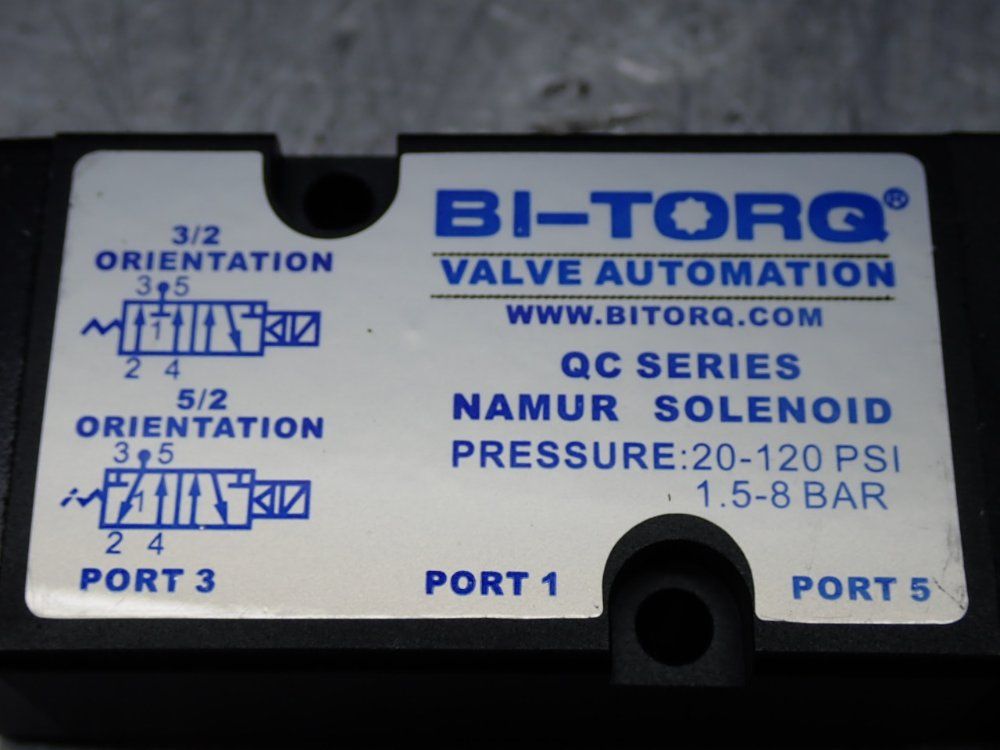 3/2
ORIENTATION
3 5
1
2 4
5/2
ORIENTATION
3 5
1
2 4
PORT 3
BI-TORQ®
VALVE AUTOMATION
WWW.BITORQ.COM
QC SERIES
NAMUR SOLENOID
PRESSURE:20-120 PSI
1.5-8 BAR
PORT 1
PORT 5